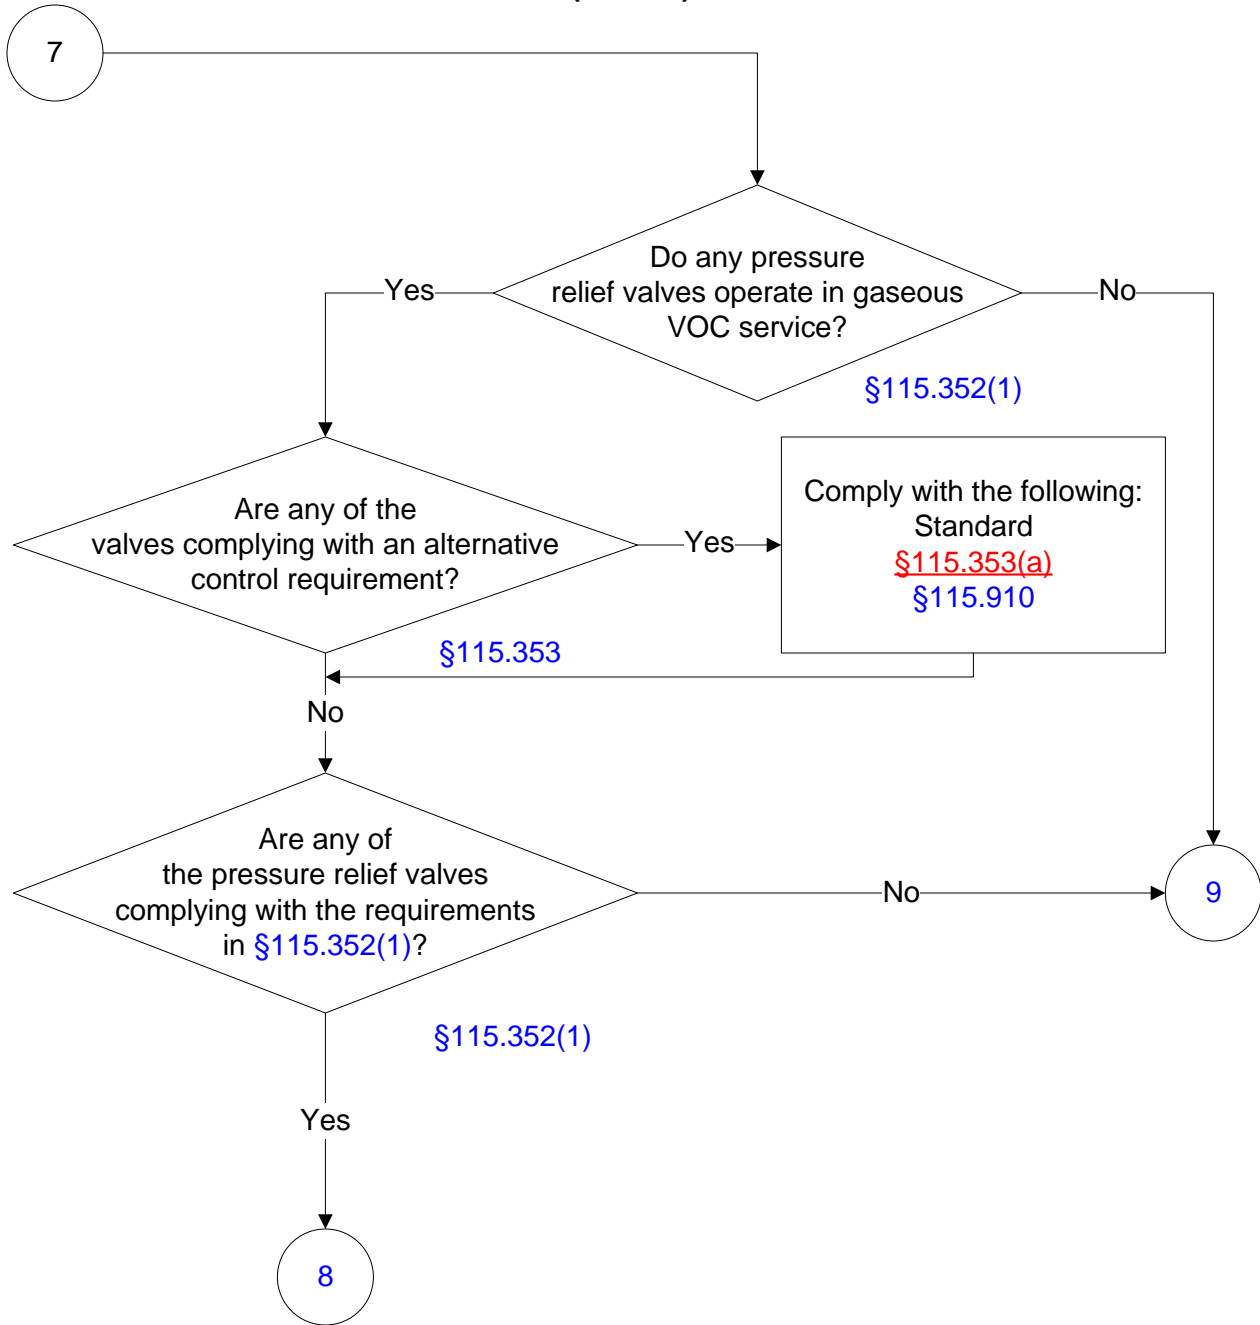 7
Do any pressure
relief valves operate in gaseous
VOC service?
Yes
No
§115.352(1)
Are any of the
valves complying with an alternative
control requirement?
Yes
Comply with the following:
Standard
§115.353(a)
§115.910
§115.353
No
Are any of
the pressure relief valves
complying with the requirements
in §115.352(1)?
No
9
§115.352(1)
Yes
8